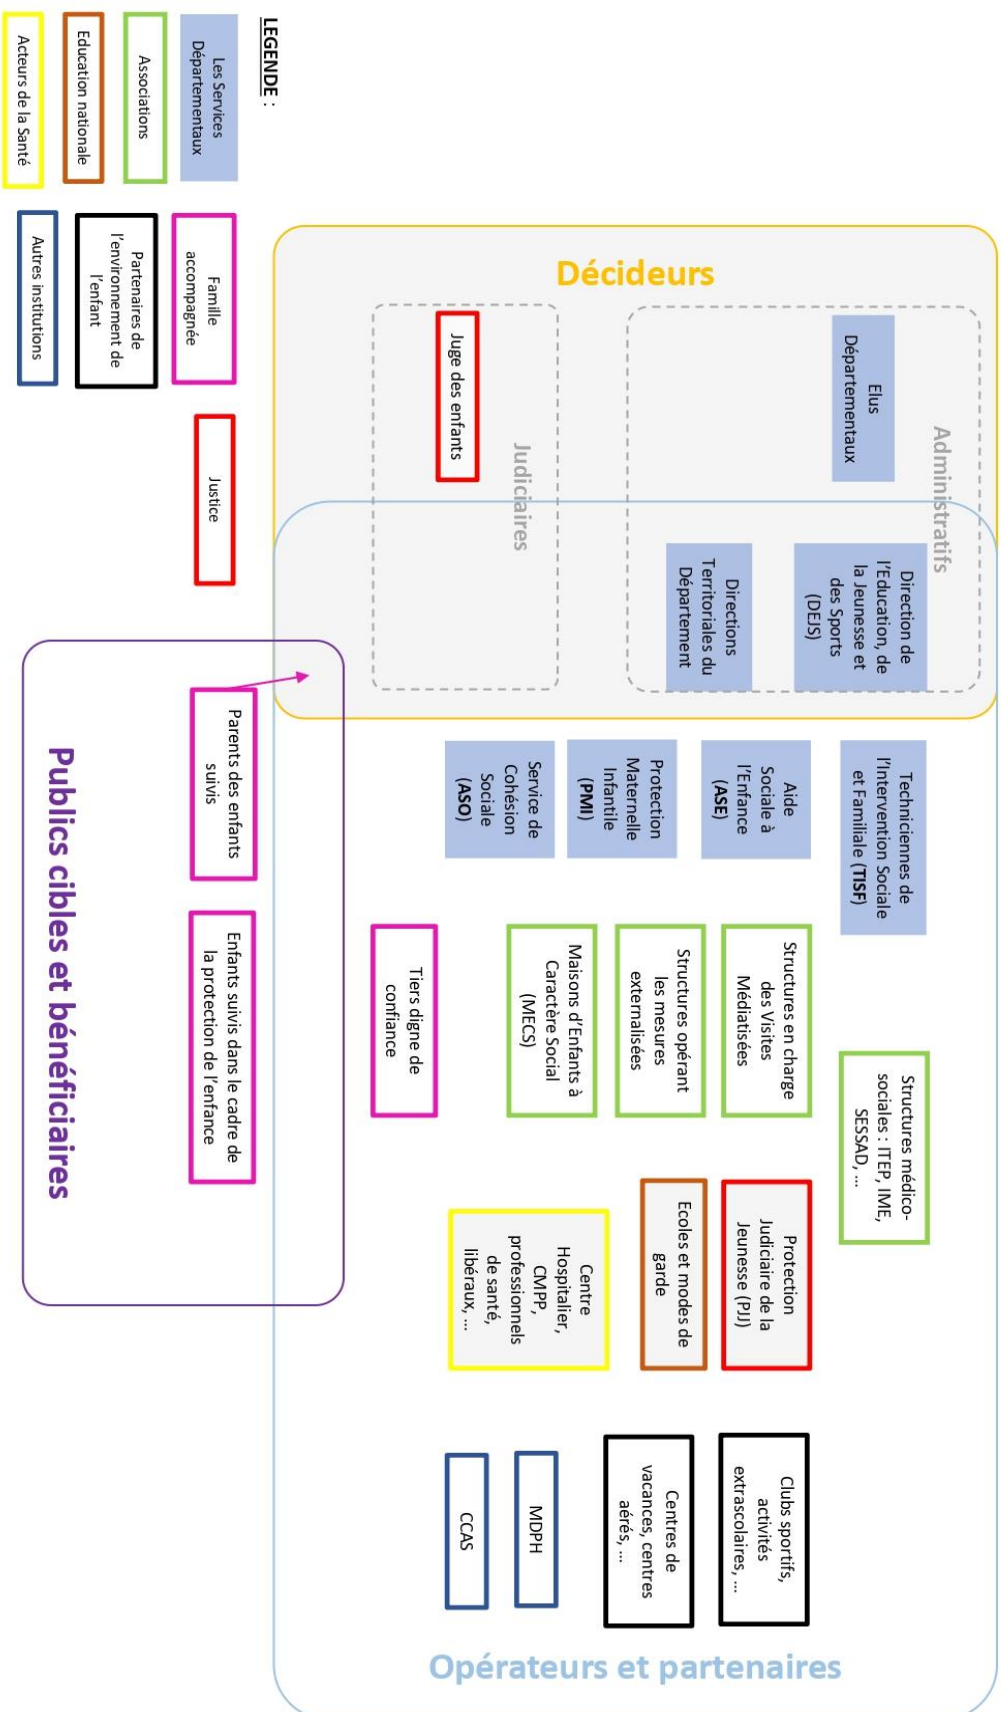 Décideurs
Administratifs
Elus
Départementaux
Direction de
l'Education, de
la Jeunesse et
des Sports
(DEJS)
Directions
Territoriales du
Département
Judiciaires
Juge des enfants
Techniciennes de
l'Intervention Sociale
et Familiale (TISF)
Aide
Sociale à
l'Enfance
(ASE)
Protection
Maternelle
Infantile
(PMI)
Service de
Cohésion
Sociale
(ASO)
Structures médico-
sociales : ITEP, IME,
SESSAD, ...
Structures en charge
des Visites
Médiatisées
Structures opérant
les mesures
externalisées
Maisons d'Enfants à
Caractère Social
(MECS)
Tiers digne de
confiance
Protection
Judiciaire de la
Jeunesse (PJJ)
Ecoles et modes de
garde
Centre
Hospitalier,
CMPP,
professionnels
de santé,
libéraux, ...
Clubs sportifs,
activités
extrascolaires, ...
Centres de
vacances, centres
aérés, ...
MDPH
CCAS
Opérateurs et partenaires
Parents des enfants
suivis
Enfants suivis dans le cadre de
la protection de l'enfance
Publics cibles et bénéficiaires
LEGENDE :
Les Services
Départementaux
Associations
Education nationale
Acteurs de la Santé
Famille
accompagnée
Partenaires de
l'environnement de
l'enfant
Autres institutions
Justice